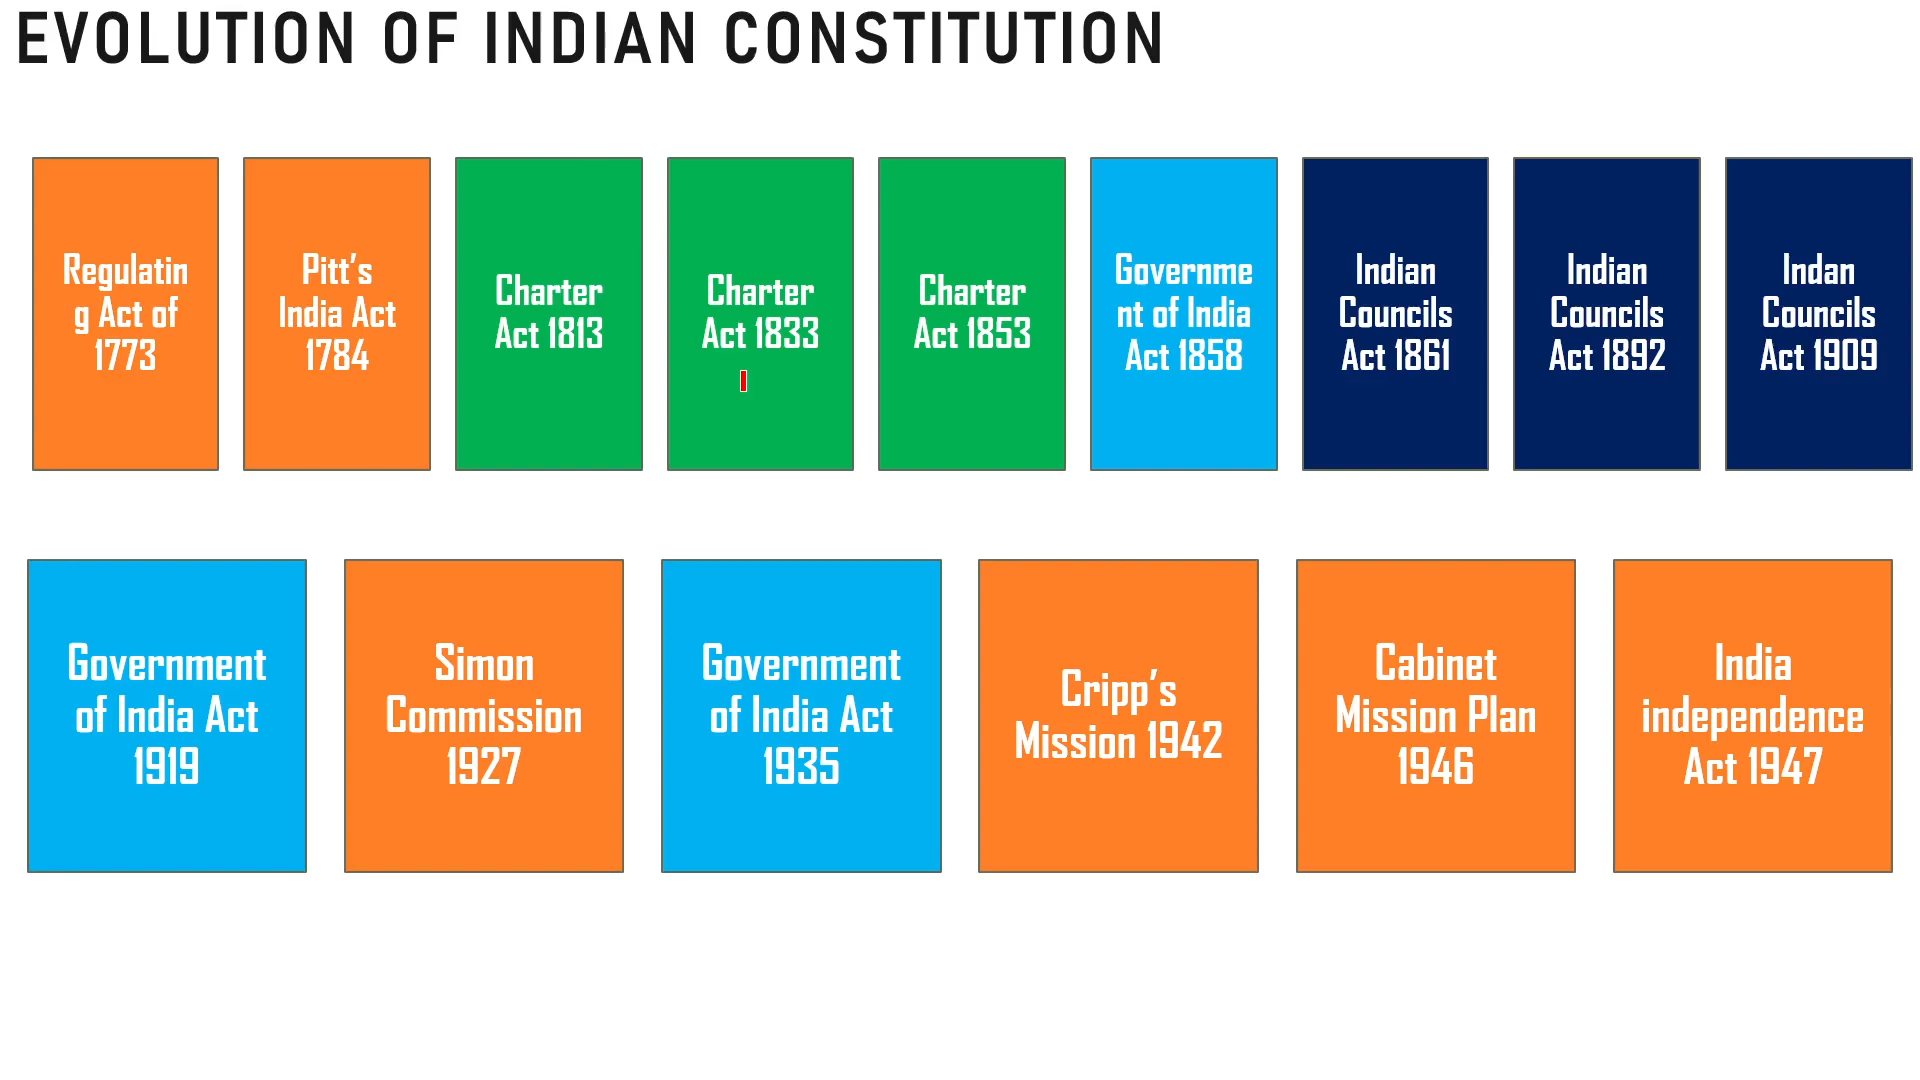 EVOLUTION OF INDIAN CONSTITUTION
Regulatin
g Act of
1773
Pitt’s
India Act
1784
Charter
Act 1813
Charter
Act 1833
Charter
Act 1853
Governme
nt of India
Act 1858
Indian
Councils
Act 1861
Indian
Councils
Act 1892
Indan
Councils
Act 1909
Government
of India Act
1919
Simon
Commission
1927
Government
of India Act
1935
Cripp’s
Mission 1942
Cabinet
Mission Plan
1946
India
independence
Act 1947